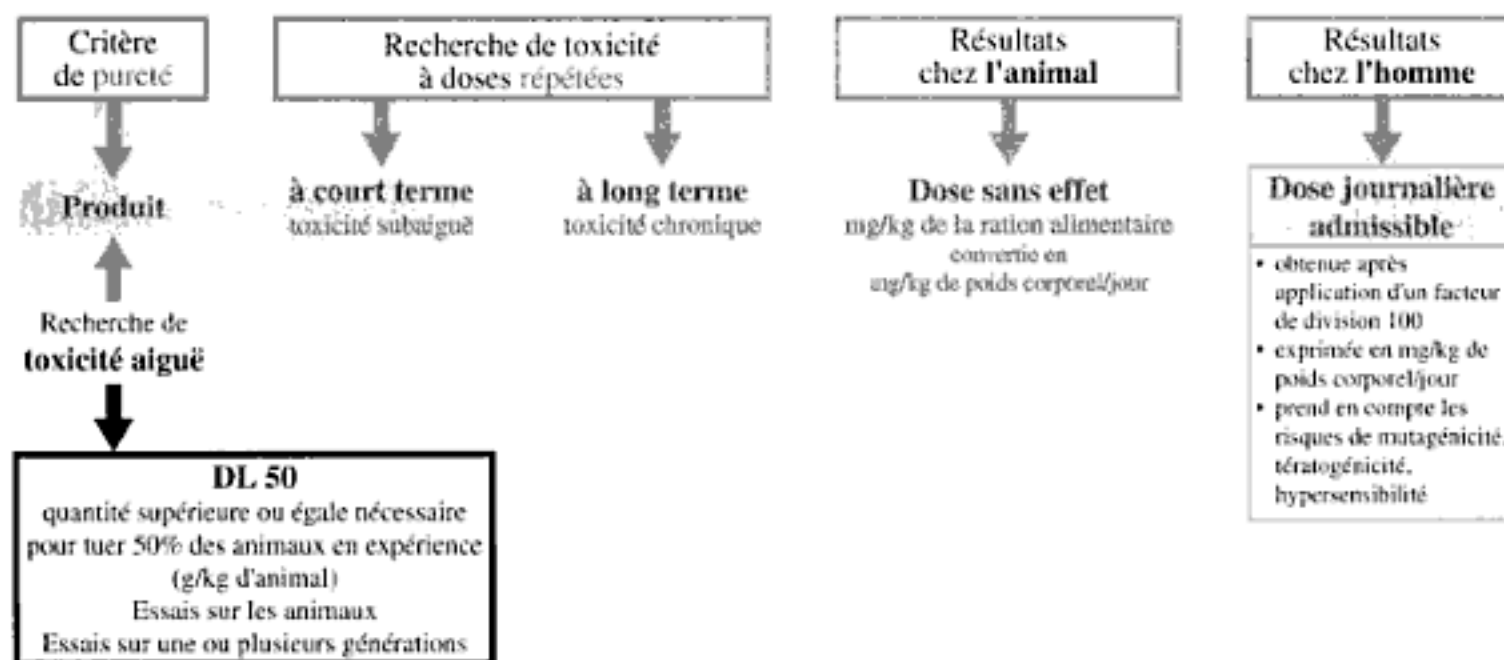 Critère
de pureté
Recherche de toxicité
à doses répétées
Résultats
chez l'animal
Résultats
chez l'homme
Produit
à court terme
toxicité subaiguë
à long terme
toxicité chronique
Dose sans effet
mg/kg de la ration alimentaire
convertie en
mg/kg de poids corporel/jour
Dose journalière
admissible
• obtenue après
application d'un facteur
de division 100
• exprimée en mg/kg de
poids corporel/jour
• prend en compte les
risques de mutagénicité,
tératogénicité,
hypersensibilité
Recherche de
toxicité aiguë
DL 50
quantité supérieure ou égale nécessaire
pour tuer 50% des animaux en expérience
(g/kg d'animal)
Essais sur les animaux
Essais sur une ou plusieurs générations